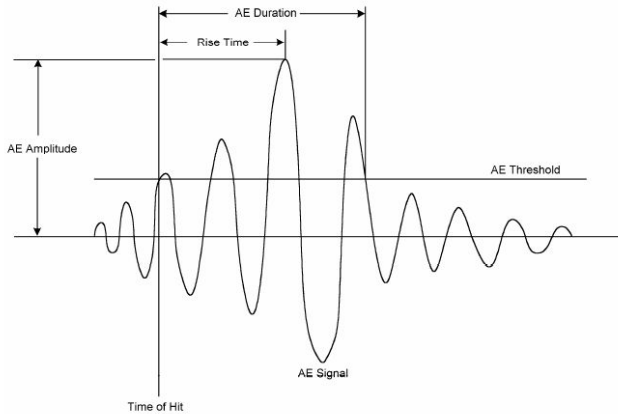 AE Duration
Rise Time
AE Amplitude
AE Threshold
AE Signal
Time of Hit